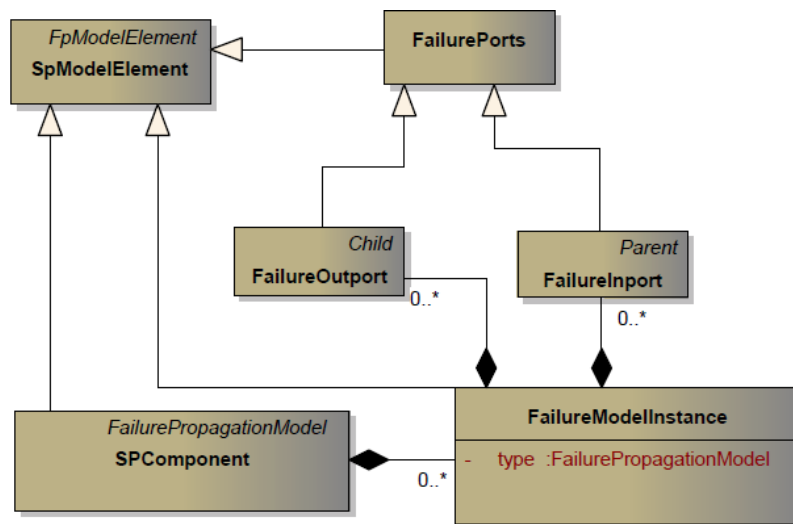 FpModelElement
SpModelElement
FailurePorts
Child
FailureOutport
Parent
FailureInport
0..*
0..*
FailurePropagationModel
SPComponent
0..*
FailureModelInstance
- type :FailurePropagationModel